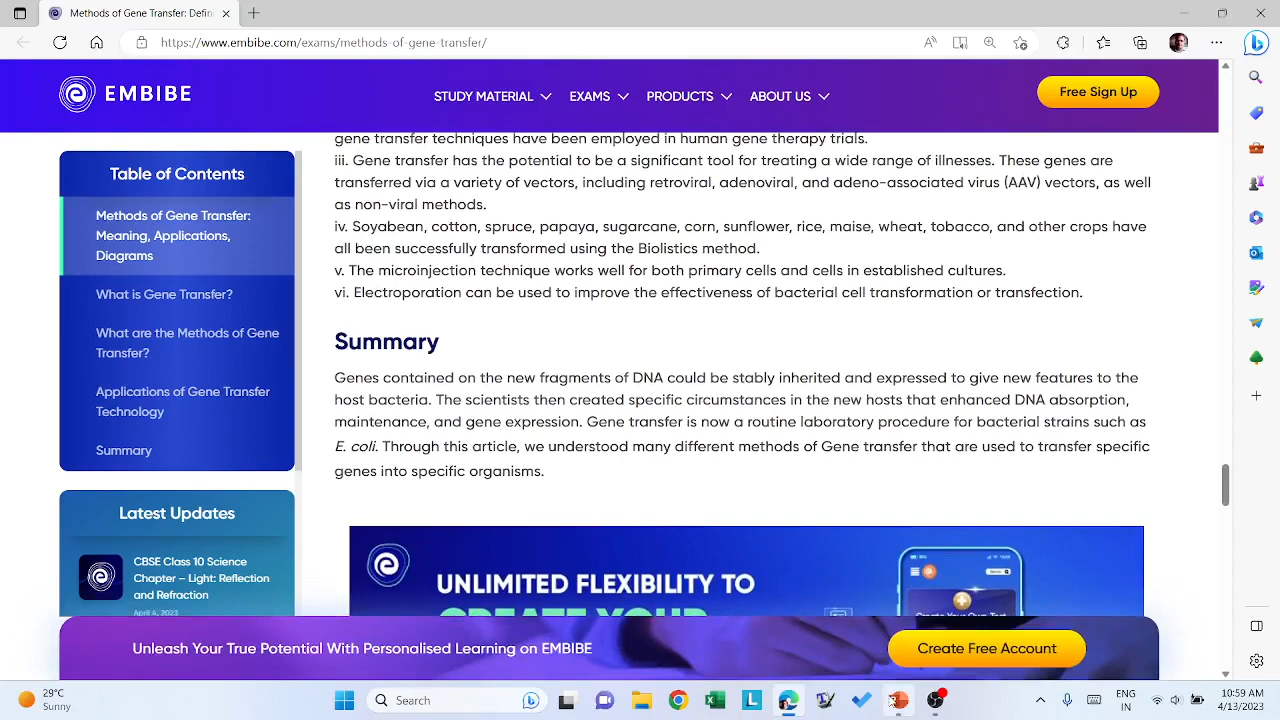 Methods of Gene Transfer: Defini
https://www.embibe.com/exams/methods-of-gene-transfer/
EMBIBE
STUDY MATERIAL
EXAMS
PRODUCTS
ABOUT US
Free Sign Up
Table of Contents
Methods of Gene Transfer:
Meaning, Applications,
Diagrams
What is Gene Transfer?
What are the Methods of Gene
Transfer?
Applications of Gene Transfer
Technology
Summary
Latest Updates
CBSE Class 10 Science
Chapter – Light: Reflection
and Refraction
April 4, 2023
gene transfer techniques have been employed in human gene therapy trials.
iii. Gene transfer has the potential to be a significant tool for treating a wide range of illnesses. These genes are
transferred via a variety of vectors, including retroviral, adenoviral, and adeno-associated virus (AAV) vectors, as well
as non-viral methods.
iv. Soyabean, cotton, spruce, papaya, sugarcane, corn, sunflower, rice, maise, wheat, tobacco, and other crops have
all been successfully transformed using the Biolistics method.
v. The microinjection technique works well for both primary cells and cells in established cultures.
vi. Electroporation can be used to improve the effectiveness of bacterial cell transformation or transfection.
Summary
Genes contained on the new fragments of DNA could be stably inherited and expressed to give new features to the
host bacteria. The scientists then created specific circumstances in the new hosts that enhanced DNA absorption,
maintenance, and gene expression. Gene transfer is now a routine laboratory procedure for bacterial strains such as
E. coli. Through this article, we understood many different methods of Gene transfer that are used to transfer specific
genes into specific organisms.
UNLIMITED FLEXIBILITY TO
CREATE YOUR
Create Your Own Test
Unleash Your True Potential With Personalised Learning on EMBIBE
Create Free Account
29°C
Sunny
Search
ENG
IN
10:59 AM
4/13/2023